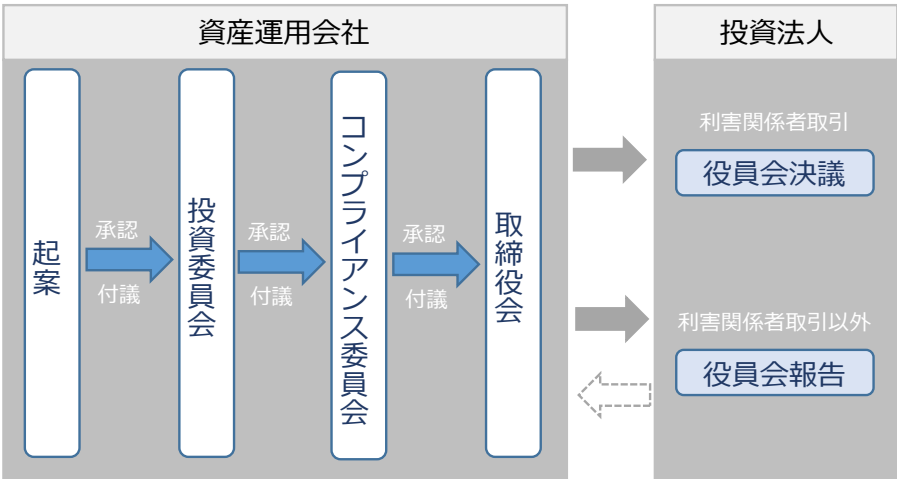 資産運用会社
起案
承認
付議
投資委員会
承認
付議
コンプライアンス委員会
承認
付議
取締役会
投資法人
利害関係者取引
役員会決議
利害関係者取引以外
役員会報告